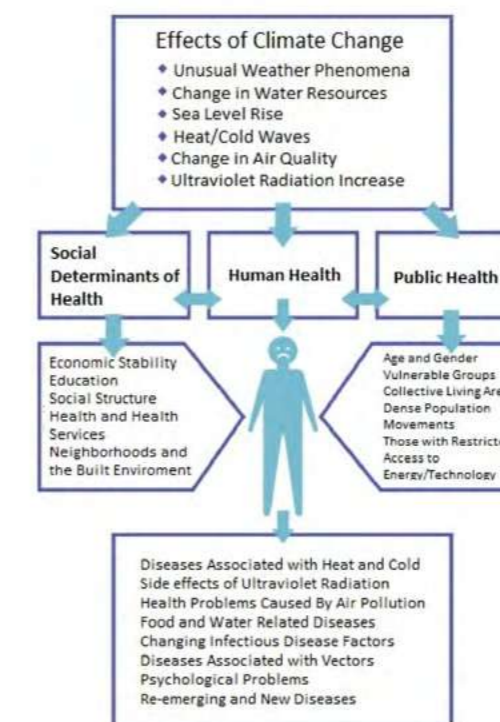 Effects of Climate Change
Unusual Weather Phenomena
Change in Water Resources
Sea Level Rise
Heat/Cold Waves
Change in Air Quality
Ultraviolet Radiation Increase
Social
Determinants of
Health
Human Health
Public Health
Economic Stability
Education
Social Structure
Health and Health
Services
Neighborhoods and
the Built Enviroment
Age and Gender
Vulnerable Groups
Collective Living
Dense Population
Movements
Those with
Access to
Energy/Technology
Diseases Associated with Heat and Cold
Side effects of Ultraviolet Radiation
Health Problems Caused By Air Pollution
Food and Water Related Diseases
Changing Infectious Disease Factors
Diseases Associated with Vectors
Psychological Problems
Re-emerging and New Diseases